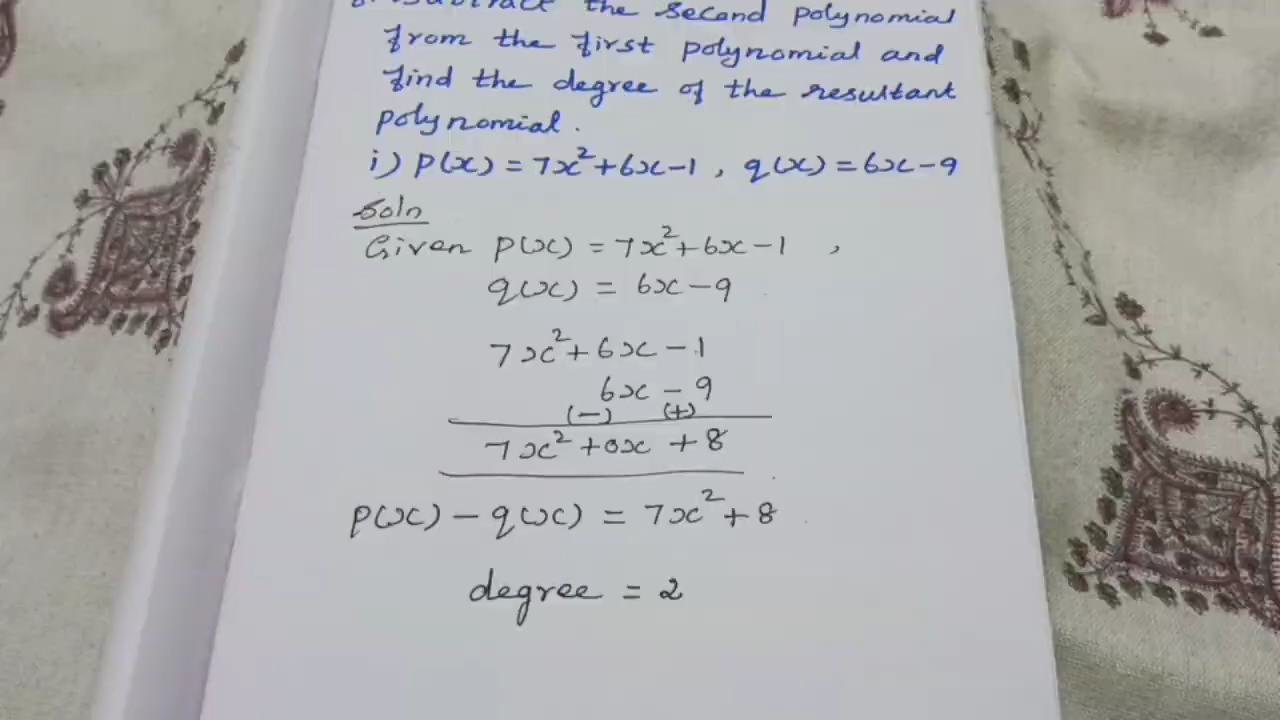 Subtract the second polynomial
from the first polynomial and
find the degree of the resultant
polynomial.
i) p(x) = 7x²+6x-1, q(x) = 6x-9
Soln
Given p(x) = 7x²+6x-1 ,
q(x) = 6x-9
7x²+6x-1
6x-9
(-) (+)
7x²+0x+8
p(x)-q(x) = 7x²+8
degree = 2